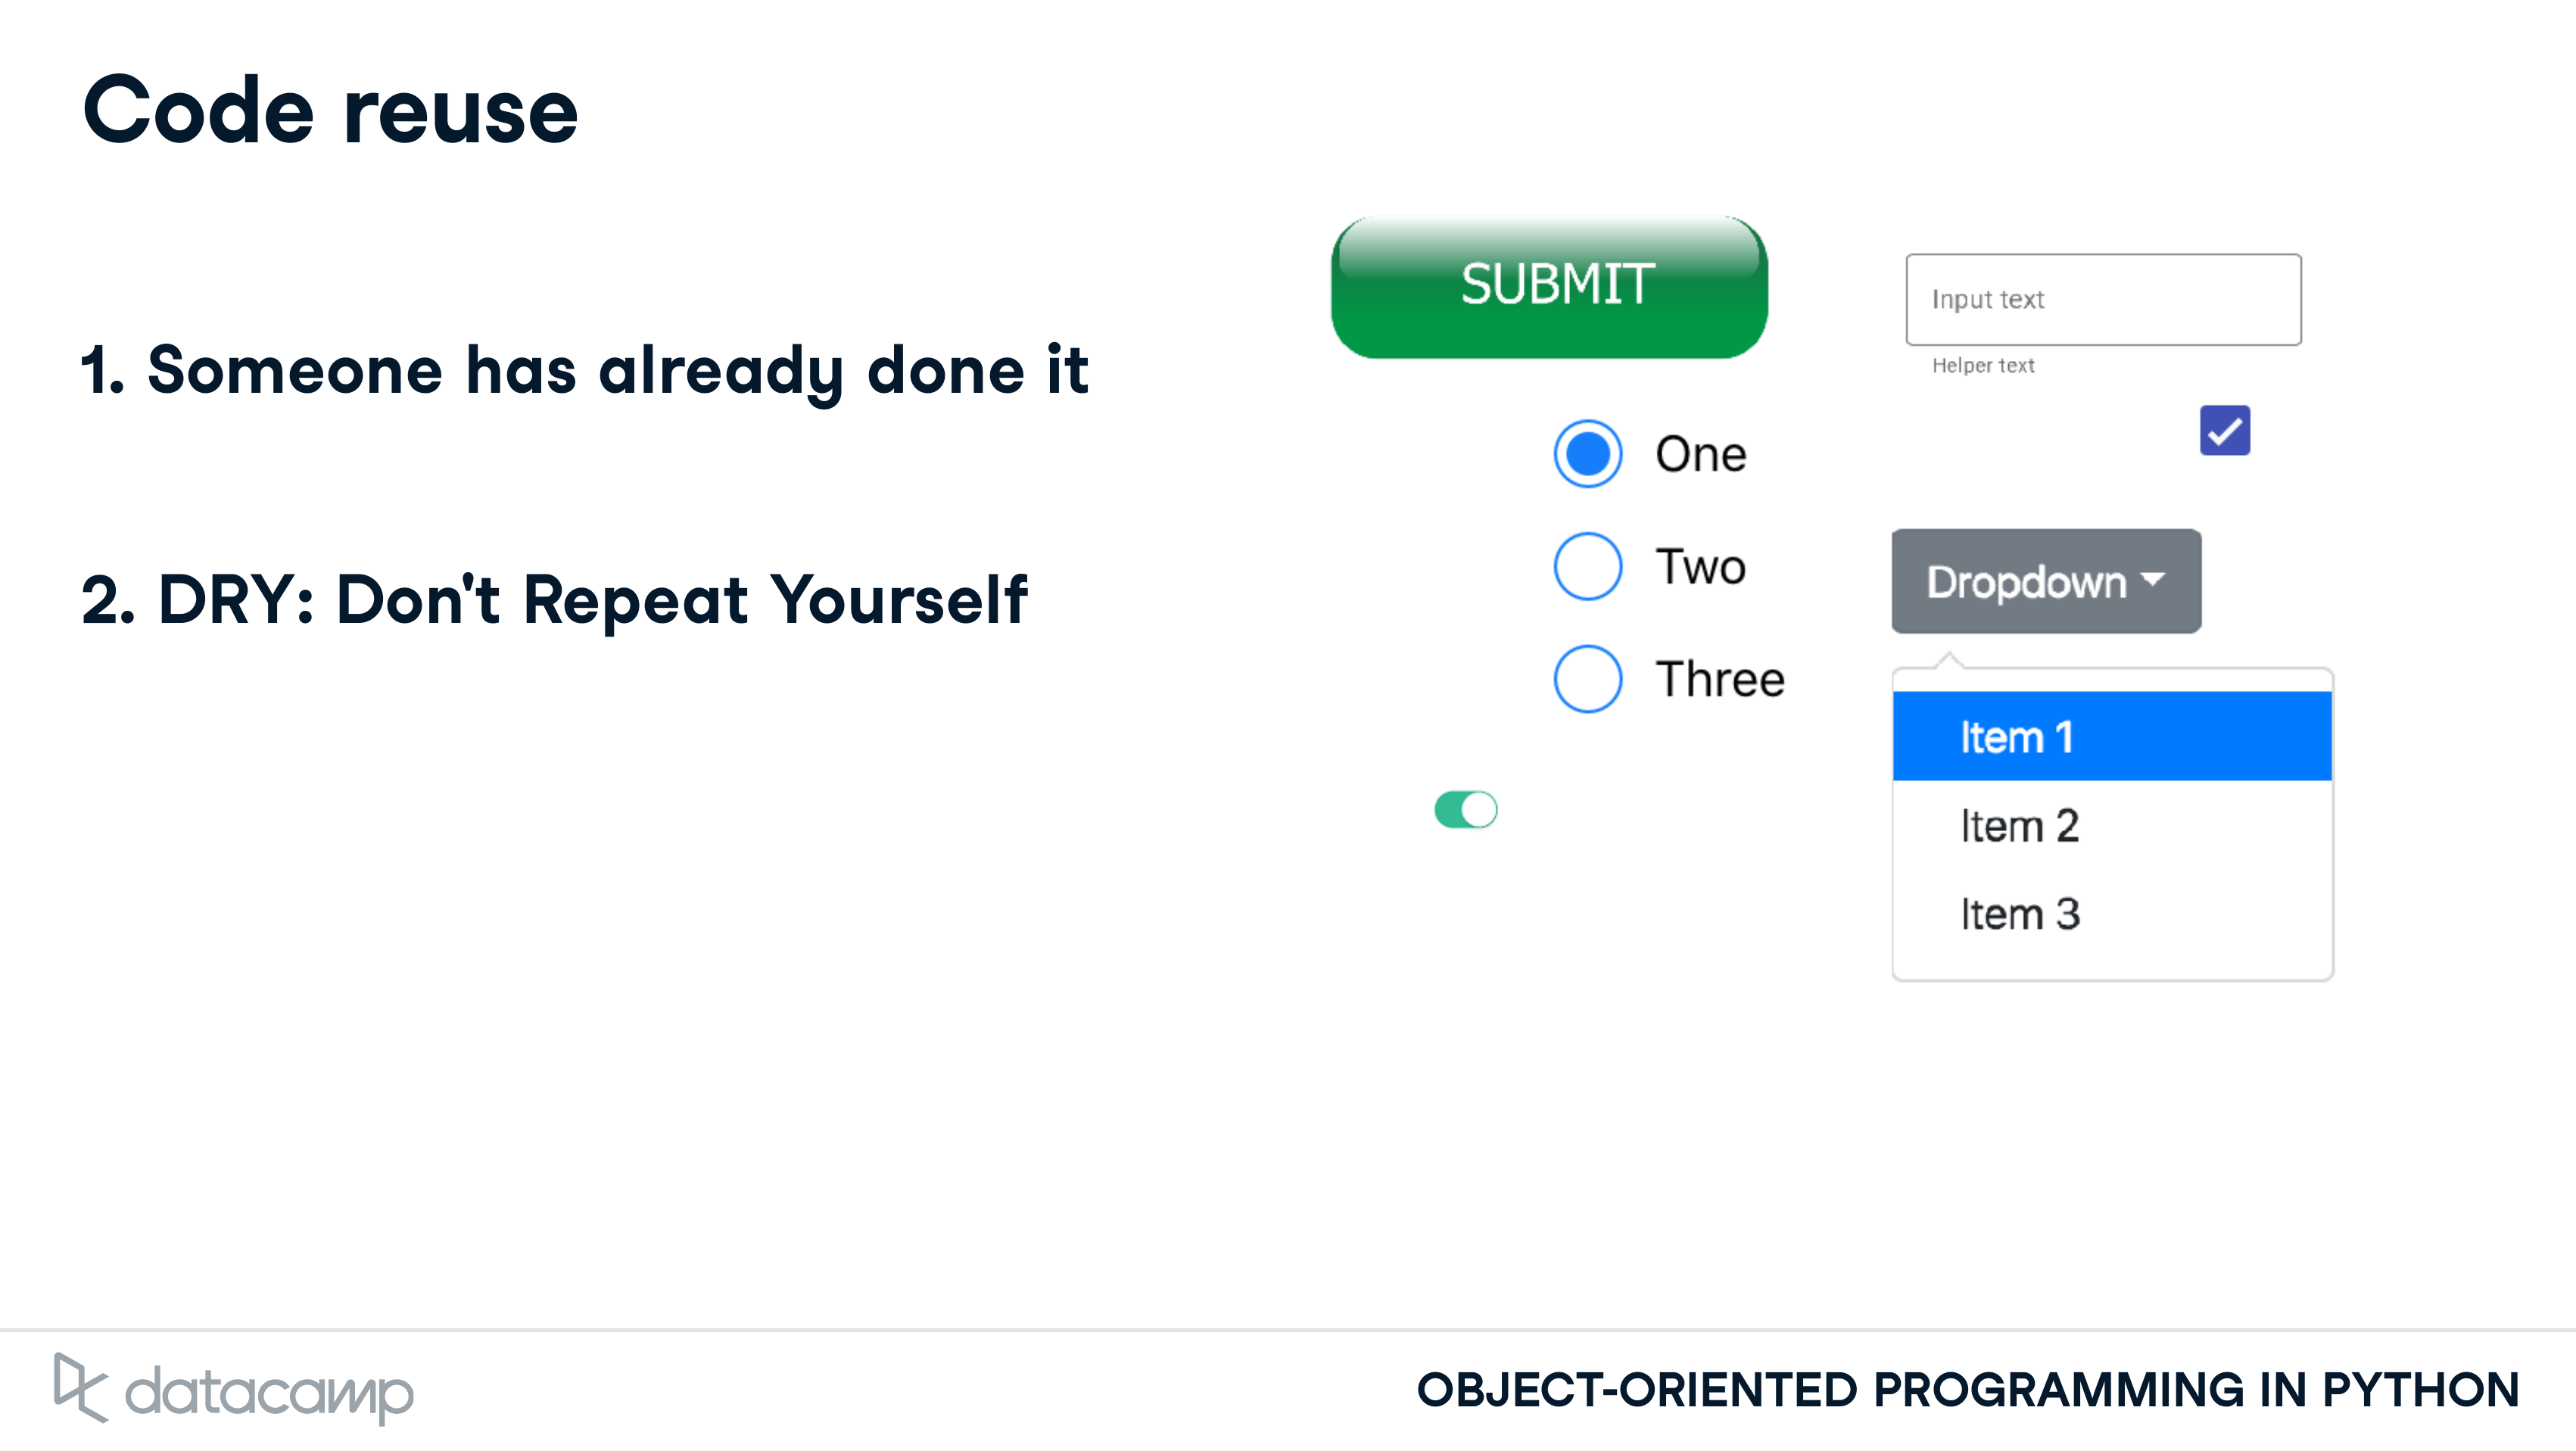 Code reuse
1. Someone has already done it
2. DRY: Don't Repeat Yourself
SUBMIT
Input text
Helper text
One
Two
Three
Dropdown
Item 1
Item 2
Item 3
datacamp
OBJECT-ORIENTED PROGRAMMING IN PYTHON